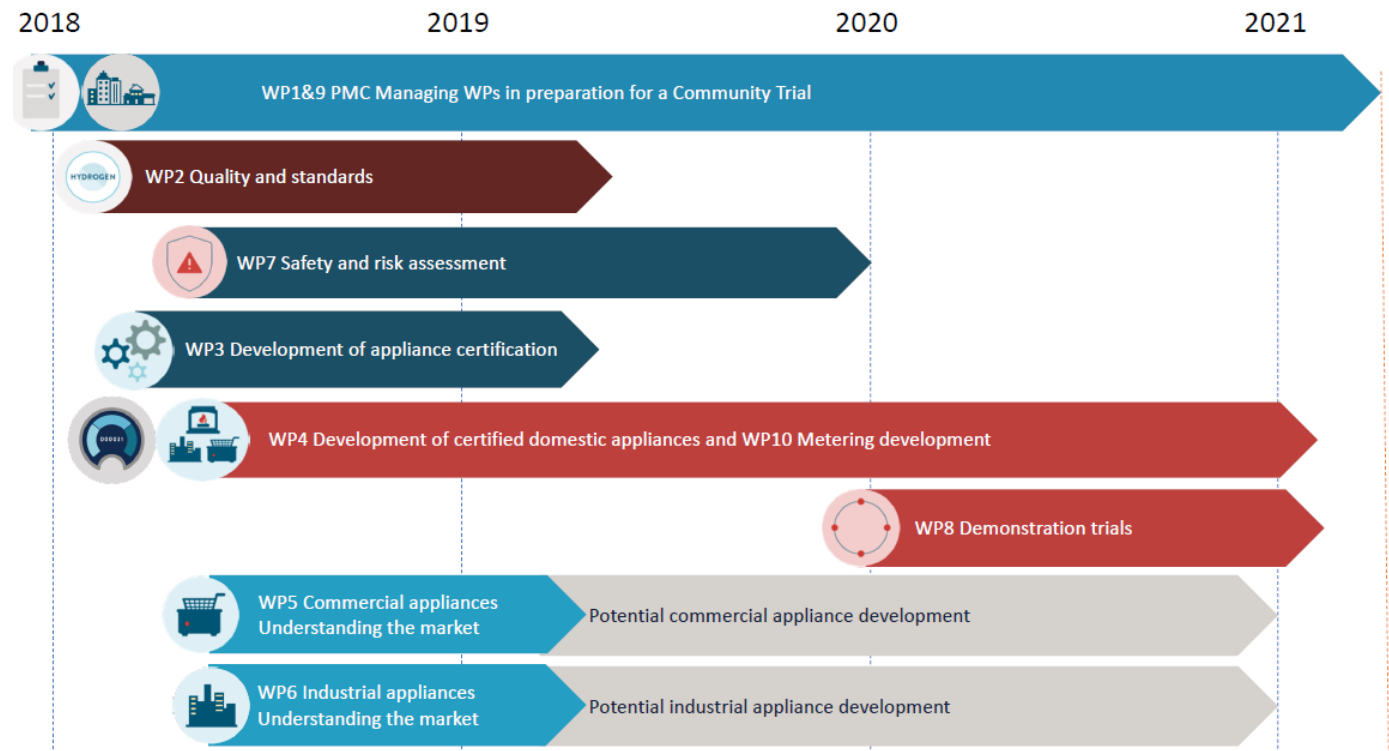 2018 2019 2020 2021
WP1&9 PMC Managing WPs in preparation for a Community Trial
HYDROGEN
WP2 Quality and standards
WP7 Safety and risk assessment
WP3 Development of appliance certification
000021
WP4 Development of certified domestic appliances and WP10 Metering development
WP8 Demonstration trials
WP5 Commercial appliances
Understanding the market
Potential commercial appliance development
WP6 Industrial appliances
Understanding the market
Potential industrial appliance development